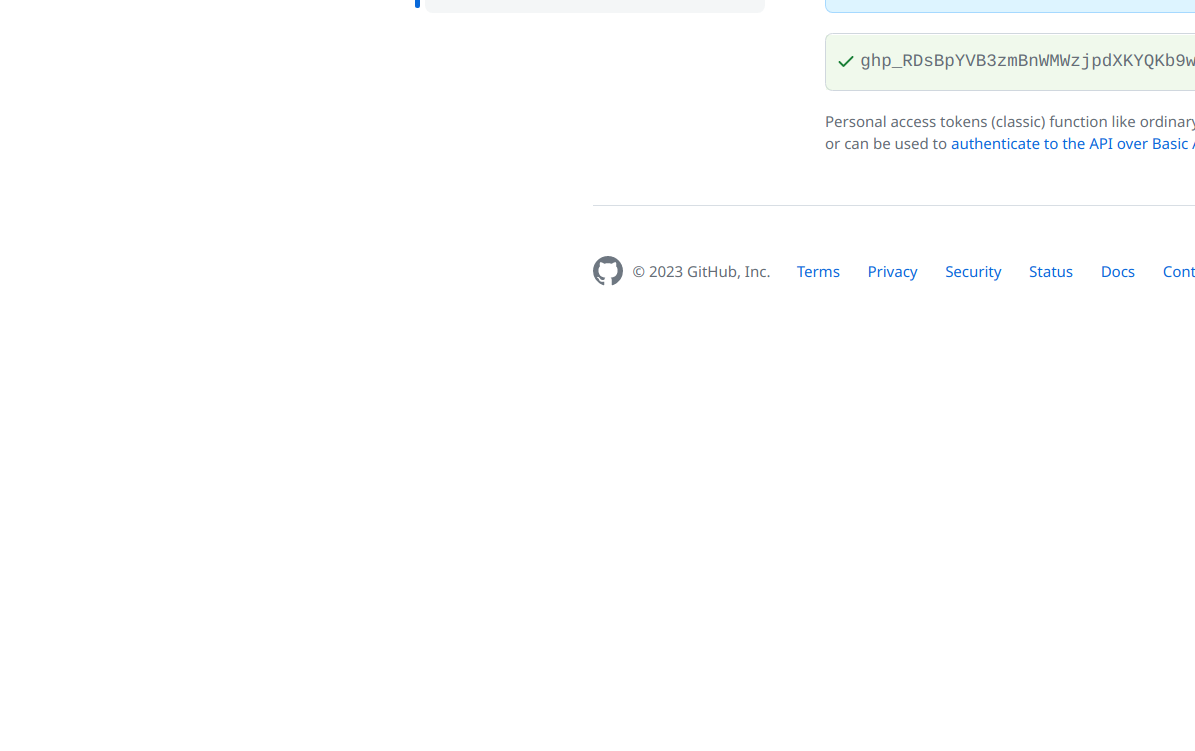 ghp_RDsBpYVB3zmBnWMWzjpdXKYQKb9w
Personal access tokens (classic) function like ordinary
or can be used to authenticate to the API over Basic
© 2023 GitHub, Inc. Terms Privacy Security Status Docs Cont